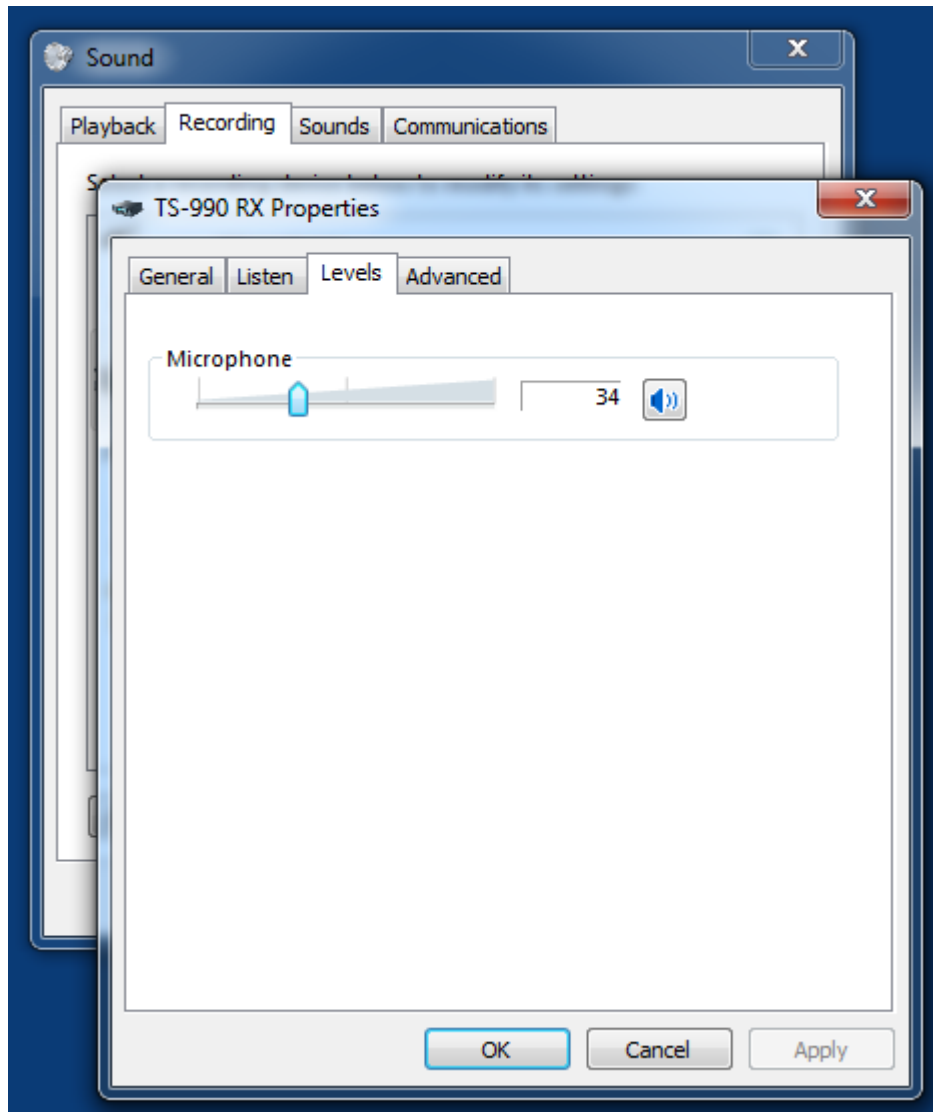 Sound
Playback Recording Sounds Communications
TS-990 RX Properties
General Listen Levels Advanced
Microphone
34
OK Cancel Apply